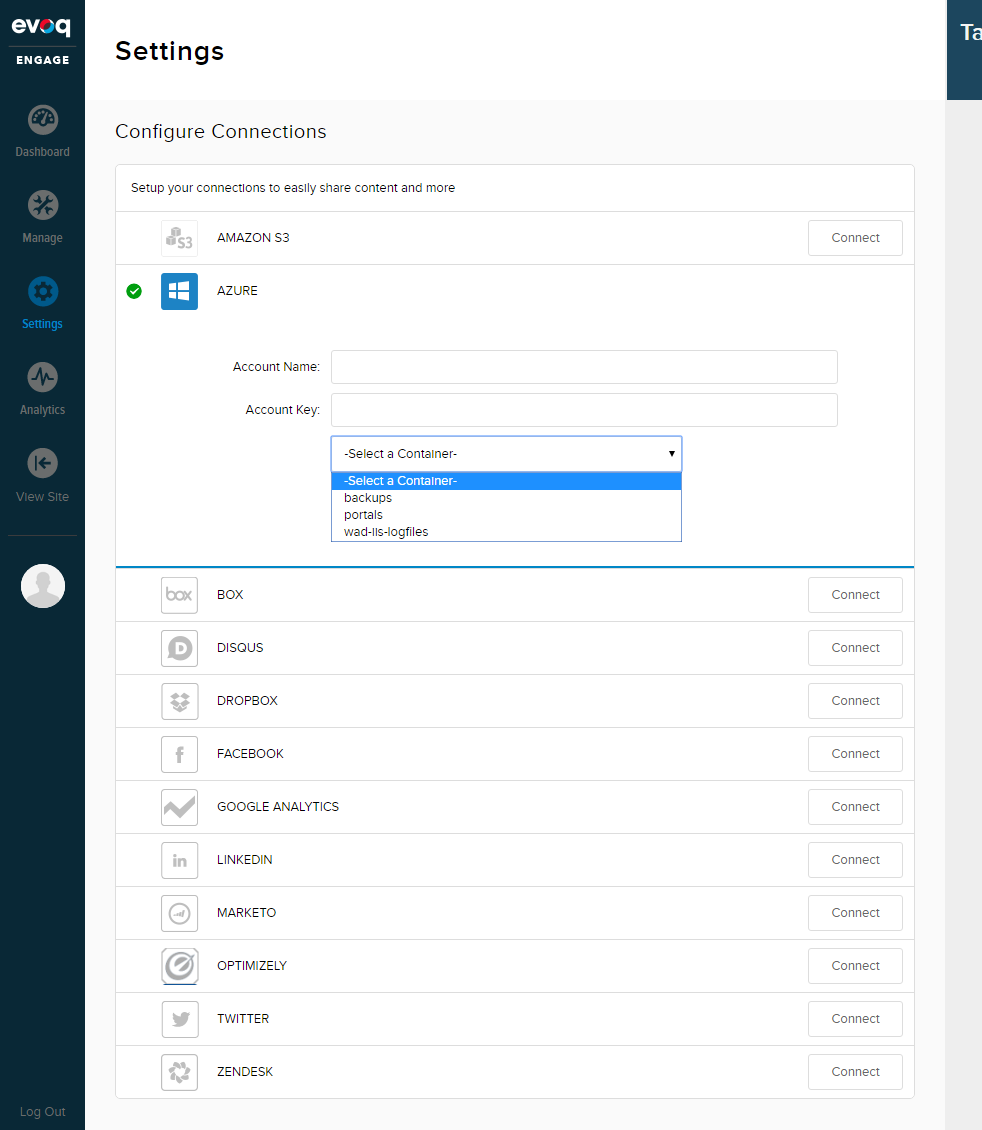 evoq
ENGAGE
Dashboard
Manage
Settings
Analytics
View Site
Log Out
Settings
Ta
Configure Connections
Setup your connections to easily share content and more
S3 AMAZON S3 Connect
AZURE
Account Name:
Account Key:
-Select a Container-
-Select a Container-
backups
portals
wad-iis-logfiles
box BOX Connect
D DISQUS Connect
DROPBOX Connect
f FACEBOOK Connect
GOOGLE ANALYTICS Connect
in LINKEDIN Connect
MARKETO Connect
OPTIMIZELY Connect
TWITTER Connect
ZENDESK Connect